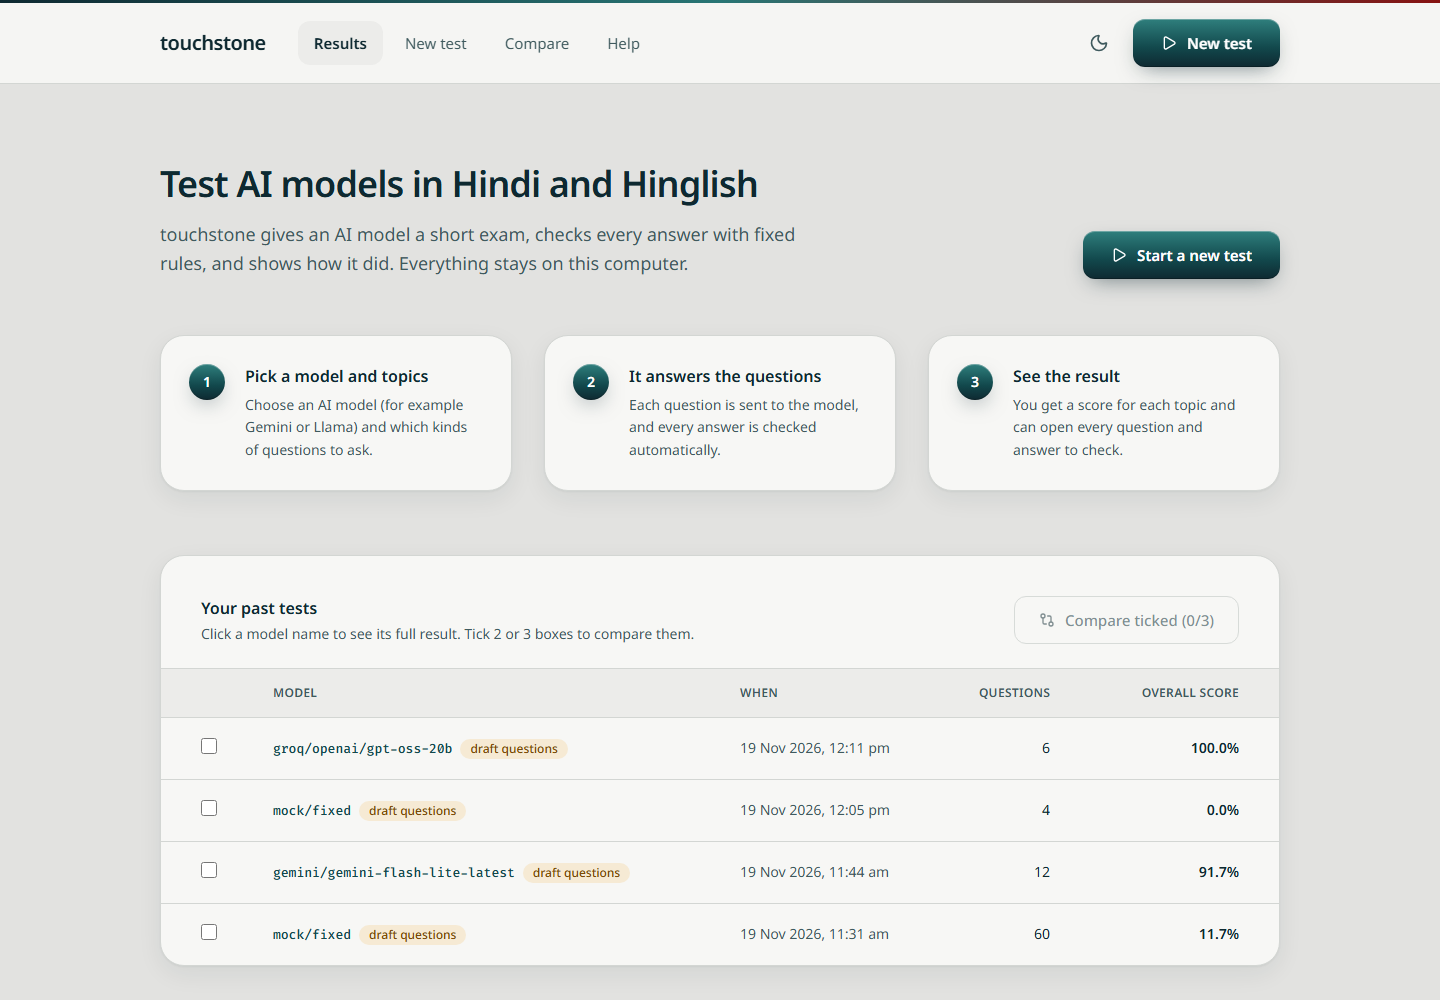 touchstone
Results
New test
Compare
Help
New test
Test AI models in Hindi and Hinglish
touchstone gives an AI model a short exam, checks every answer with fixed
rules, and shows how it did. Everything stays on this computer.
Start a new test
1
Pick a model and topics
Choose an AI model (for example
Gemini or Llama) and which kinds
of questions to ask.
2
It answers the questions
Each question is sent to the model,
and every answer is checked
automatically.
3
See the result
You get a score for each topic and
can open every question and
answer to check.
Your past tests
Click a model name to see its full result. Tick 2 or 3 boxes to compare them.
Compare ticked (0/3)
MODEL WHEN QUESTIONS OVERALL SCORE
groq/openai/gpt-oss-20b draft questions 19 Nov 2026, 12:11 pm 6 100.0%
mock/fixed draft questions 19 Nov 2026, 12:05 pm 4 0.0%
gemini/gemini-flash-lite-latest draft questions 19 Nov 2026, 11:44 am 12 91.7%
mock/fixed draft questions 19 Nov 2026, 11:31 am 60 11.7%